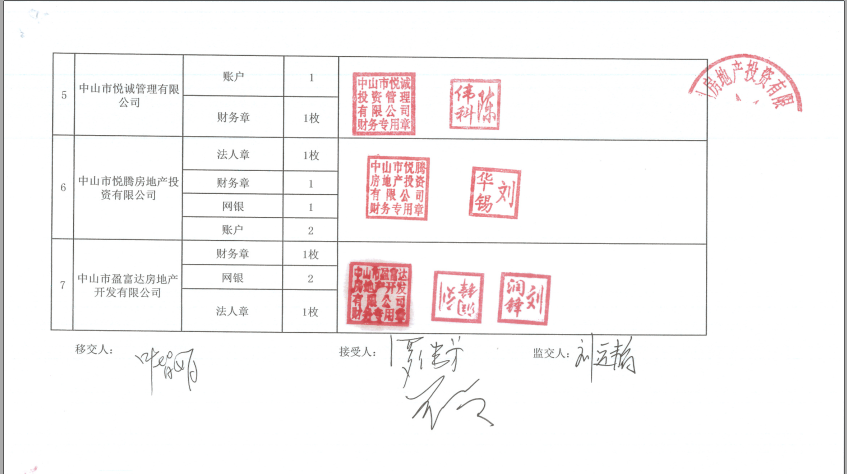 房地产投资有限
5
中山市悦诚管理有限
公司
账户
1
财务章
1枚
中山市悦诚
投资管理
有限公司
财务专用章
陈
伟科
6
中山市悦腾房地产投
资有限公司
法人章
1枚
财务章
1
网银
1
账户
2
中山市悦腾
房地产投资
有限公司
财务专用章
刘
华锡
7
中山市盈富达房地产
开发有限公司
财务章
1枚
网银
2
法人章
1枚
中山市盈富达
房地产开发
有限公司
财务专用章
刘
润锋
移交人：
接受人：
监交人：